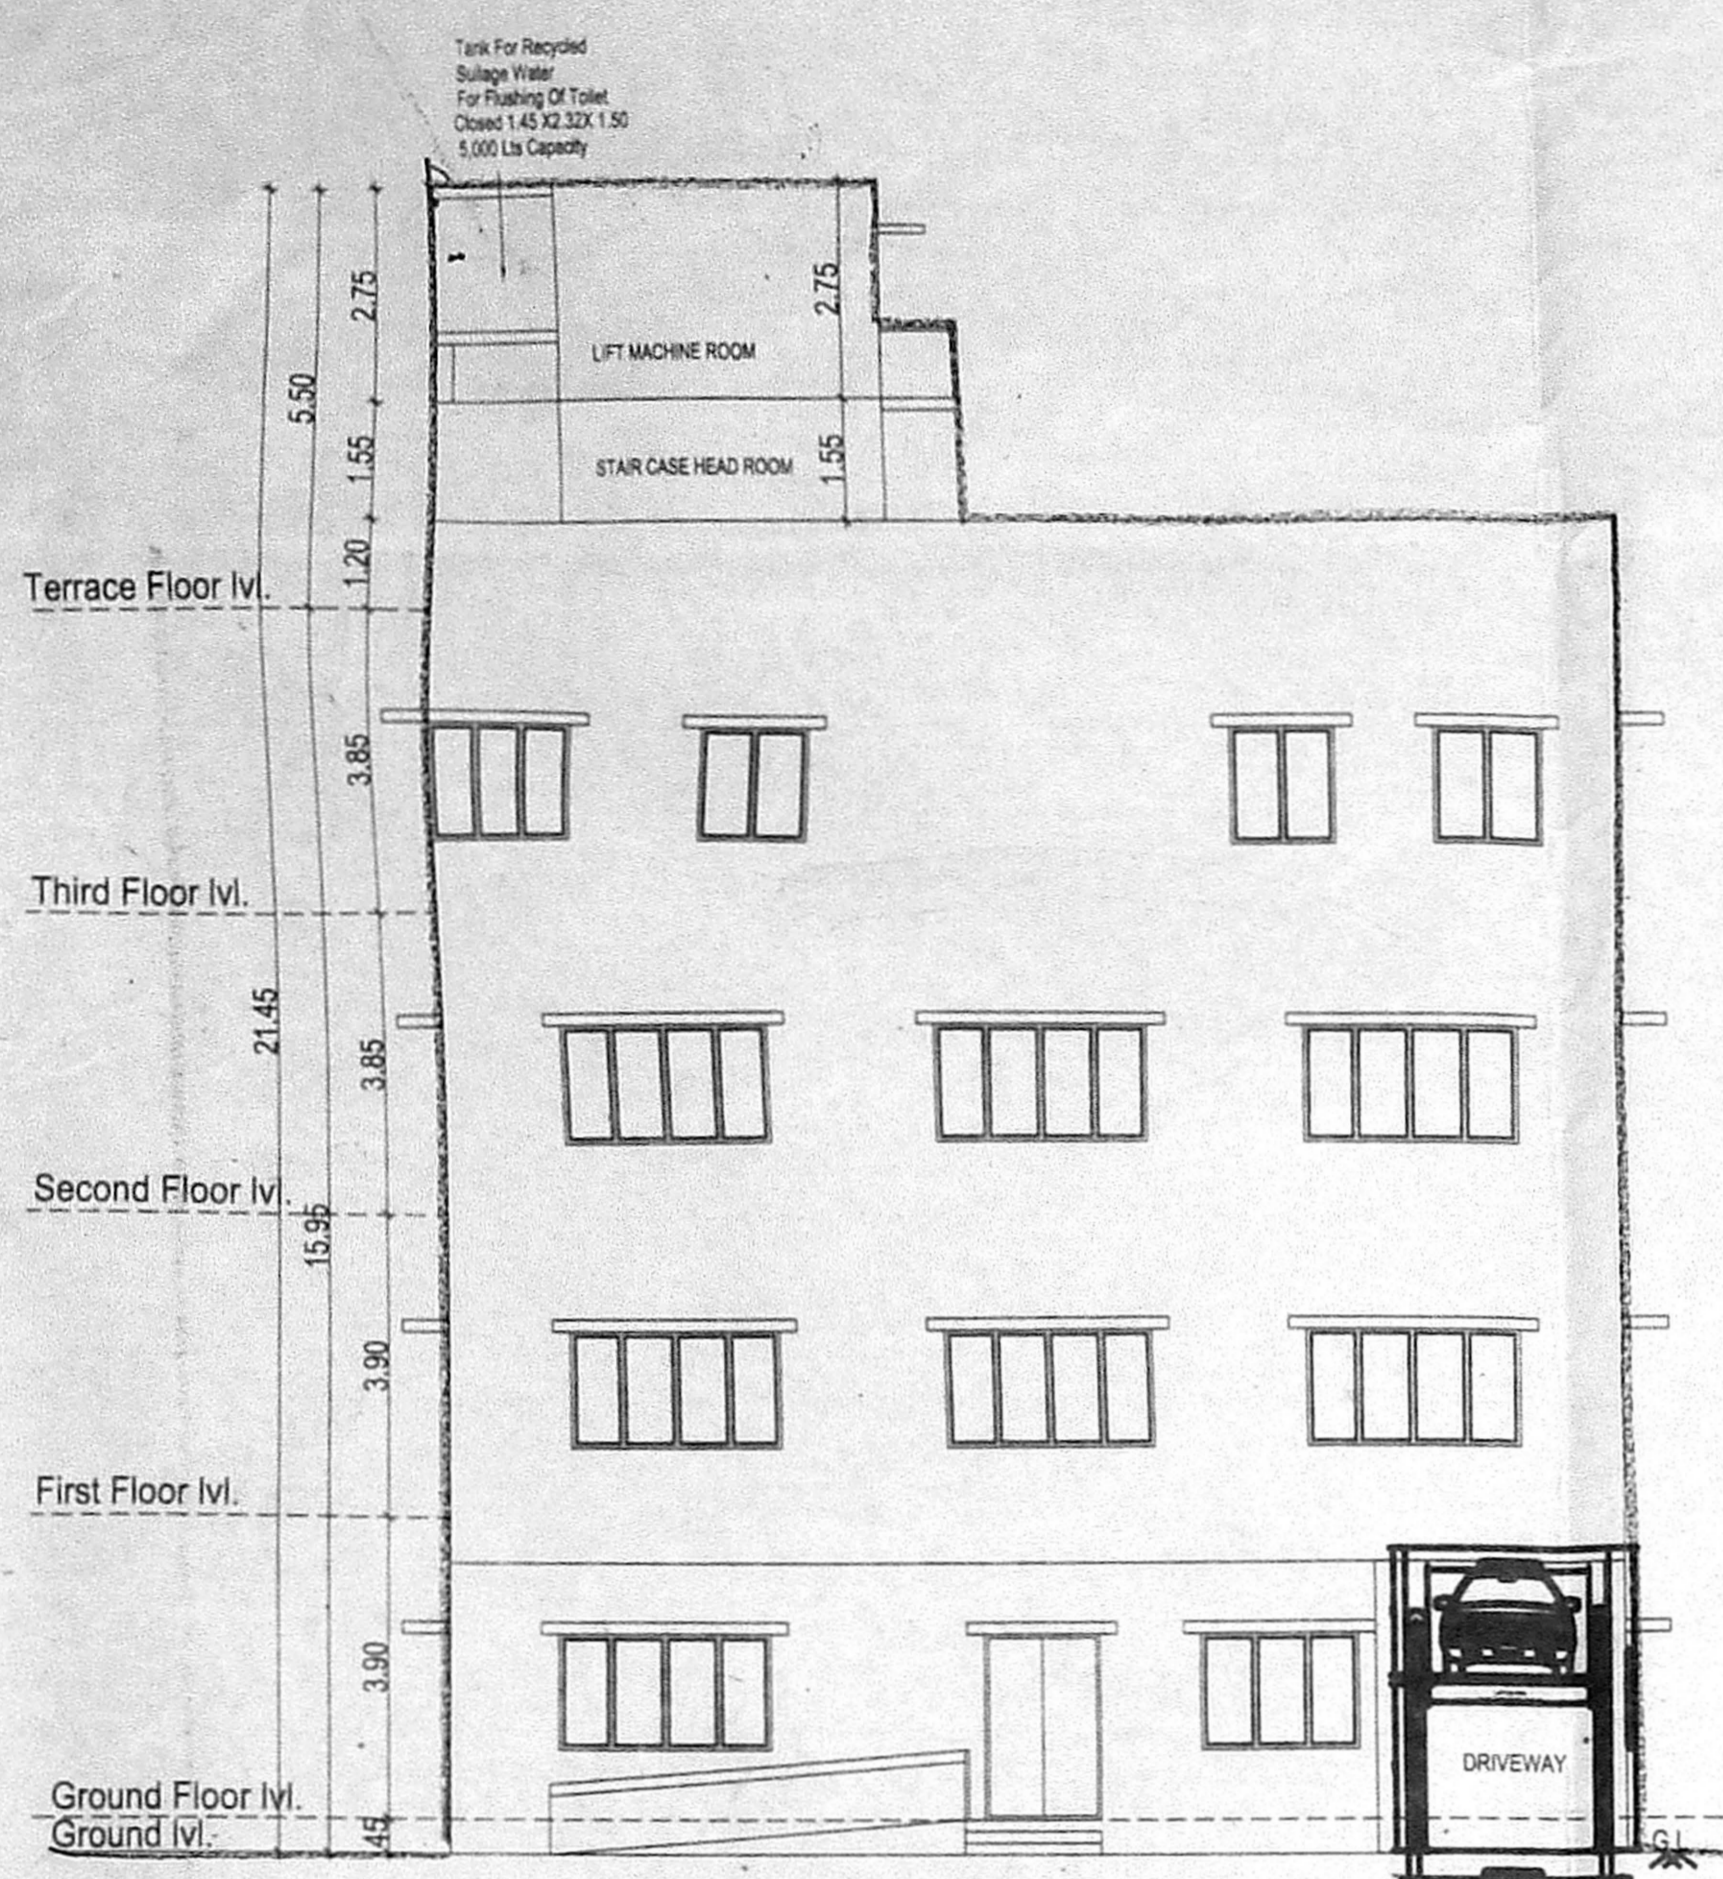 Tank For Recycled
Sullage Water
For Flushing Of Toilet
Closed 1.45 X2.32X 1.50
5,000 Lts Capacity
2.75
2.75
5.50
LIFT MACHINE ROOM
1.55
1.55
STAIR CASE HEAD ROOM
1.20
Terrace Floor lvl.
3.85
Third Floor lvl.
21.45
3.85
Second Floor lvl.
15.95
3.90
First Floor lvl.
3.90
DRIVEWAY
Ground Floor lvl.
Ground lvl.
.45
G.L